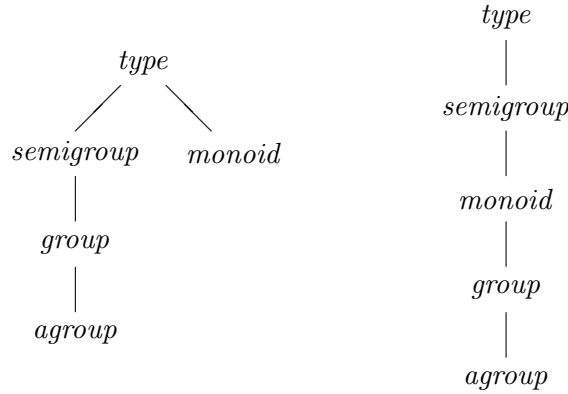 type
semigroup monoid
group
agroup
type
semigroup
monoid
group
agroup